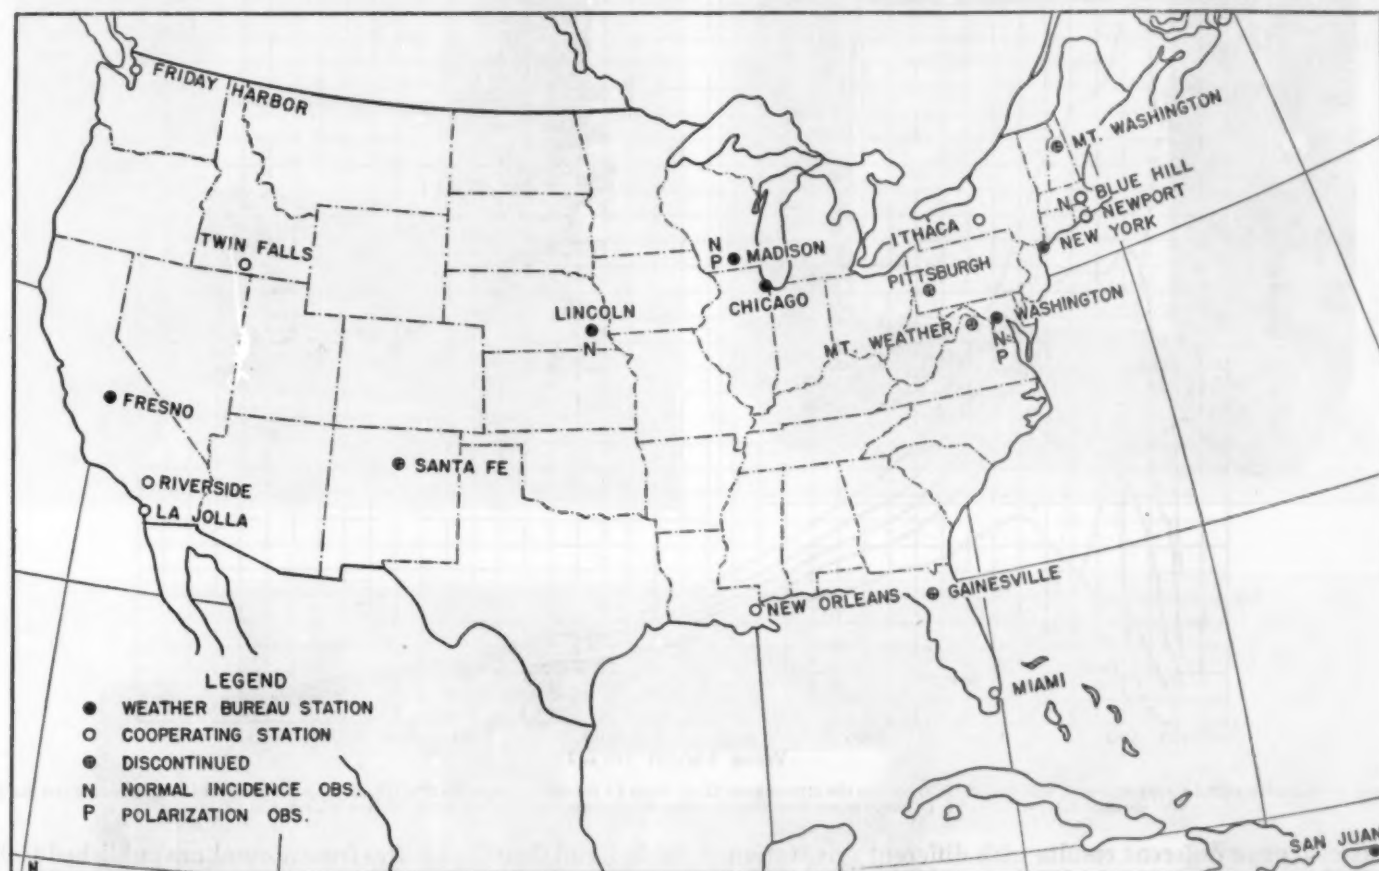 FRIDAY HARBOR
MT. WASHINGTON
BLUE HILL
N
NEWPORT
ITHACA
NEW YORK
TWIN FALLS
N
P
MADISON
PITTSBURGH
CHICAGO
LINCOLN
N
WASHINGTON
MT. WEATHER
N
P
FRESNO
SANTA FE
RIVERSIDE
LA JOLLA
NEW ORLEANS
GAINESVILLE
MIAMI
SAN JUAN
LEGEND
WEATHER BUREAU STATION
COOPERATING STATION
DISCONTINUED
N NORMAL INCIDENCE OBS.
P POLARIZATION OBS.
N